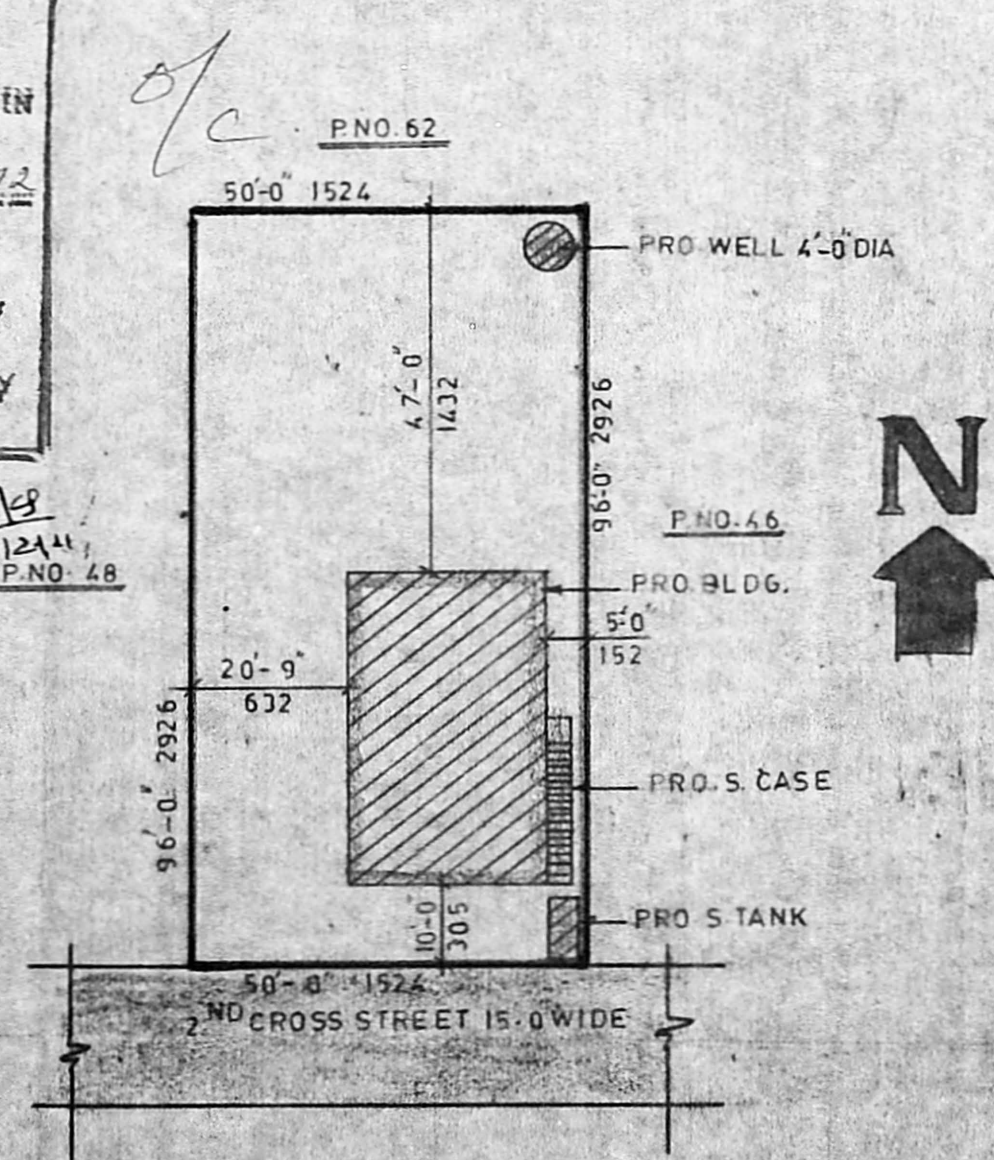 IN
O/C
P.NO. 62
50'-0" 1524
PRO WELL 4'-0" DIA
47'-0"
1432
96'-0" 2926
N
P.NO. 46
P.NO. 48
PRO BLDG.
5'-0"
152
20'-9"
632
96'-0" 2926
PRO. S. CASE
10'-0"
305
PRO S TANK
50'-0" 1524
2ND CROSS STREET 15.0 WIDE